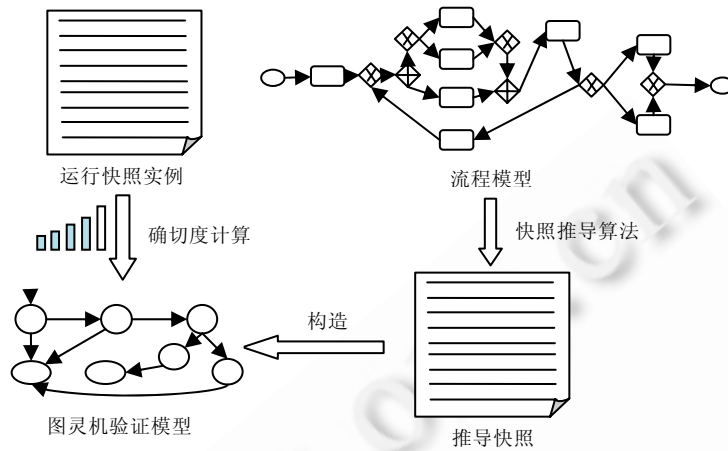 运行快照实例
流程模型
确切度计算
快照推导算法
构造
图灵机验证模型
推导快照